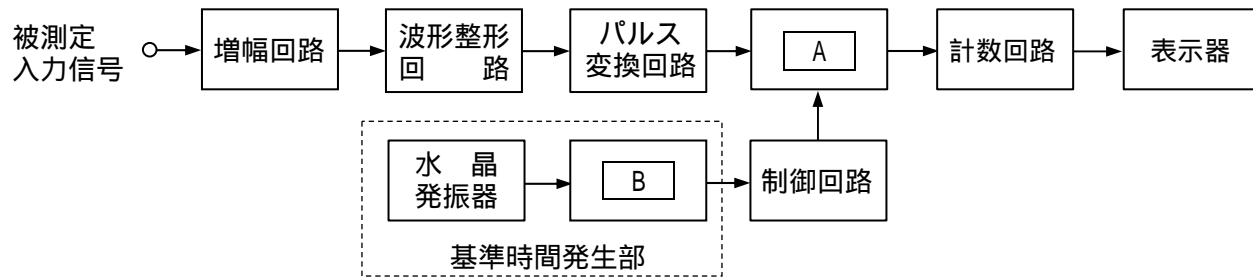 被測定
入力信号
増幅回路
波形整形
回　　路
パルス
変換回路
A
計数回路
表示器
水　晶
発振器
B
制御回路
基準時間発生部